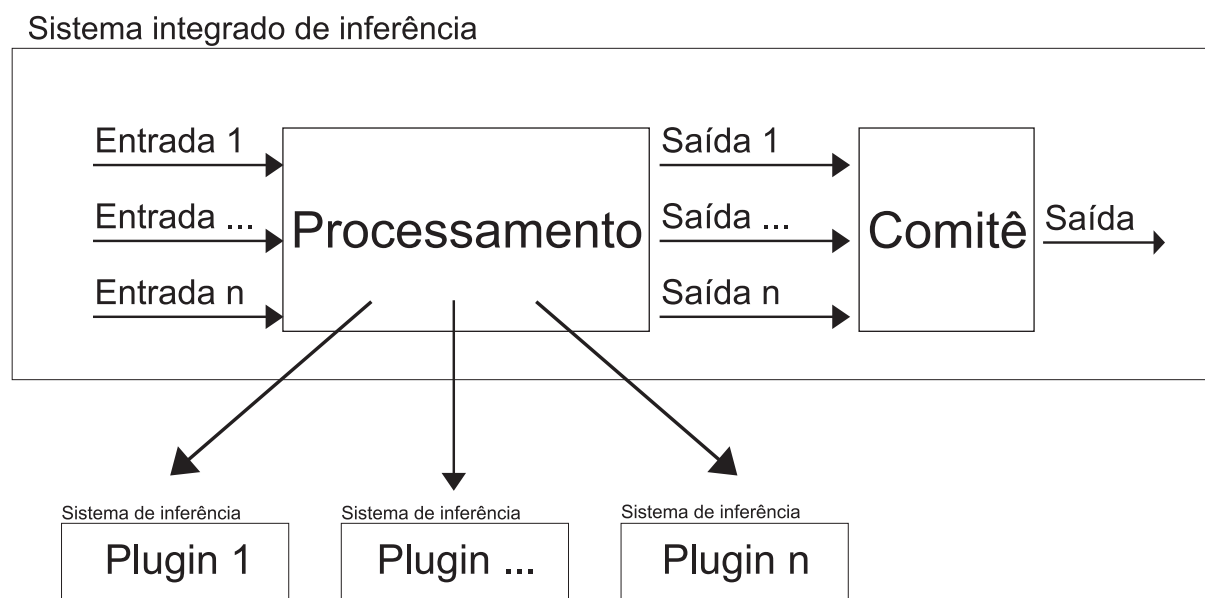 Sistema integrado de inferência
Entrada 1
Saída 1
Entrada ...
Processamento
Saída ...
Comitê
Saída
Entrada n
Saída n
Sistema de inferência
Sistema de inferência
Sistema de inferência
Plugin 1
Plugin ...
Plugin n